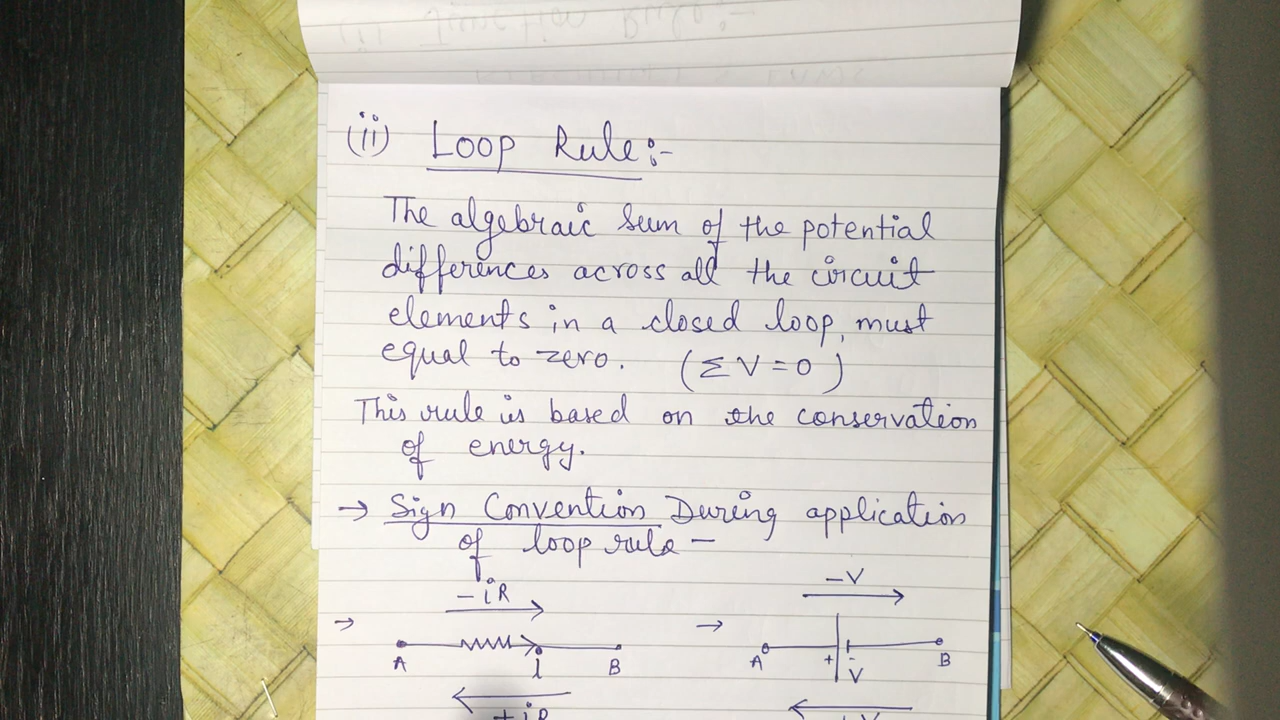 (ii) Loop Rule:-
The algebraic sum of the potential
differences across all the circuit
elements in a closed loop, must
equal to zero. (ΣV=0)
This rule is based on the conservation
of energy.
→ Sign Convention During application
of loop rule -
-iR
→
A i B
+iR
-V
→
A + - B
V
+V